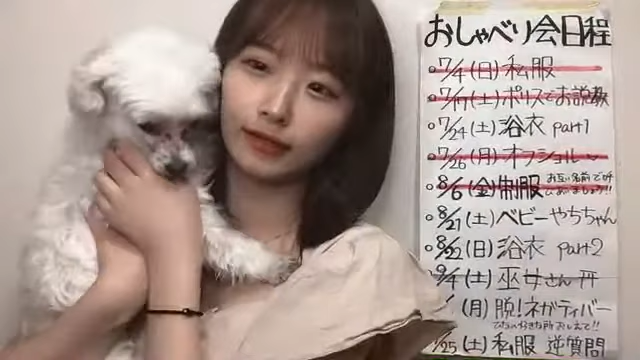 おしゃべり会日程
7/4(日)私服
7/17(土)ポリスでお説教
7/24(土)浴衣 part1
7/26(月)オフショル
8/6(金)制服
8/21(土)ベビーやちちゃん
8/22(日)浴衣 part2
9/4(土)巫女さん
(月)脱!ネガティバー
25(土)私服 逆質問